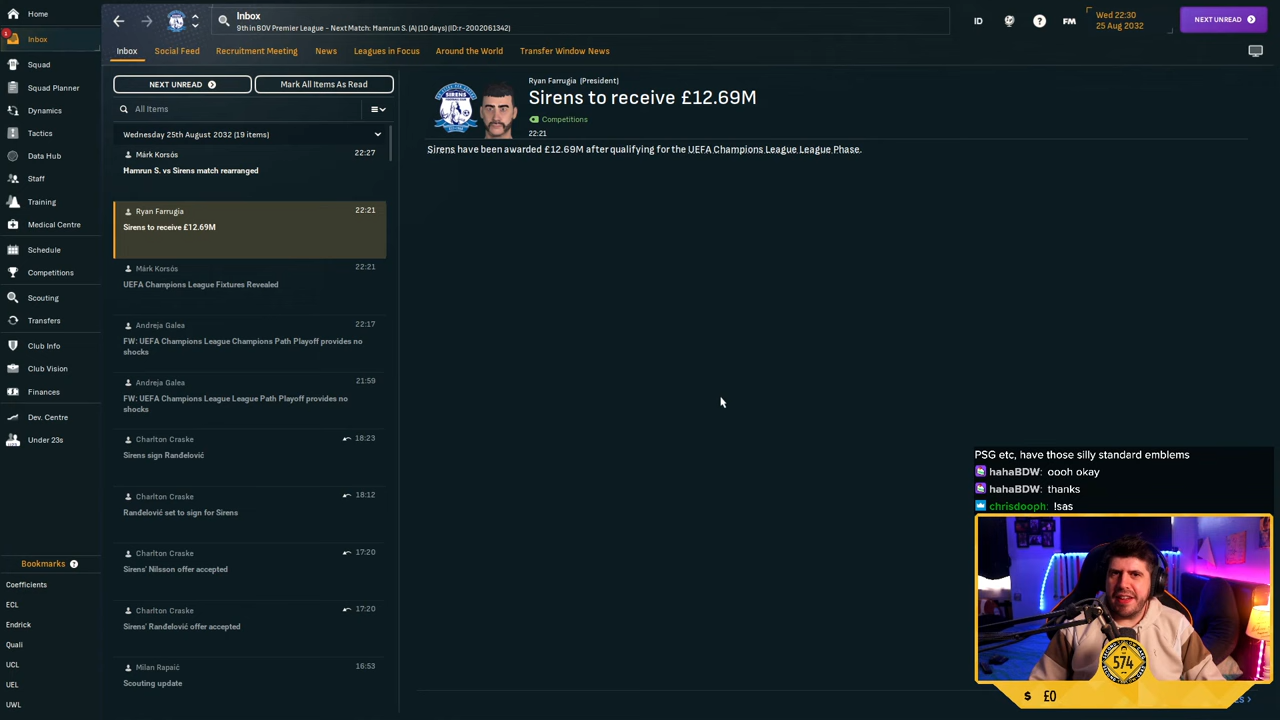 Home
Inbox
1
Squad
Squad Planner
Dynamics
Tactics
Data Hub
Staff
Training
Medical Centre
Schedule
Competitions
Scouting
Transfers
Club Info
Club Vision
Finances
Dev. Centre
Under 23s
Bookmarks ?
Coefficients
ECL
Endrick
Quali
UCL
UEL
UWL
Inbox
9th in BOV Premier League - Next Match: Hamrun S. (A) (10 days) (ID:r-2002061342)
ID
?
FM
Wed 22:30
25 Aug 2032
NEXT UNREAD
Inbox
Social Feed
Recruitment Meeting
News
Leagues in Focus
Around the World
Transfer Window News
NEXT UNREAD
Mark All Items As Read
All Items
Wednesday 25th August 2032 (19 items)
Márk Korsós 22:27
Hamrun S. vs Sirens match rearranged
Ryan Farrugia 22:21
Sirens to receive £12.69M
Márk Korsós 22:21
UEFA Champions League Fixtures Revealed
Andreja Galea 22:17
FW: UEFA Champions League Champions Path Playoff provides no
shocks
Andreja Galea 21:59
FW: UEFA Champions League League Path Playoff provides no
shocks
Charlton Craske 18:23
Sirens sign Ranđelović
Charlton Craske 18:12
Ranđelović set to sign for Sirens
Charlton Craske 17:20
Sirens' Nilsson offer accepted
Charlton Craske 17:20
Sirens' Ranđelović offer accepted
Milan Rapaić 16:53
Scouting update
SIRENS
Ryan Farrugia (President)
Sirens to receive £12.69M
Competitions
22:21
Sirens have been awarded £12.69M after qualifying for the UEFA Champions League League Phase.
PSG etc, have those silly standard emblems
hahaBDW: oooh okay
hahaBDW: thanks
chrisdooph: !sas
574
$ £0